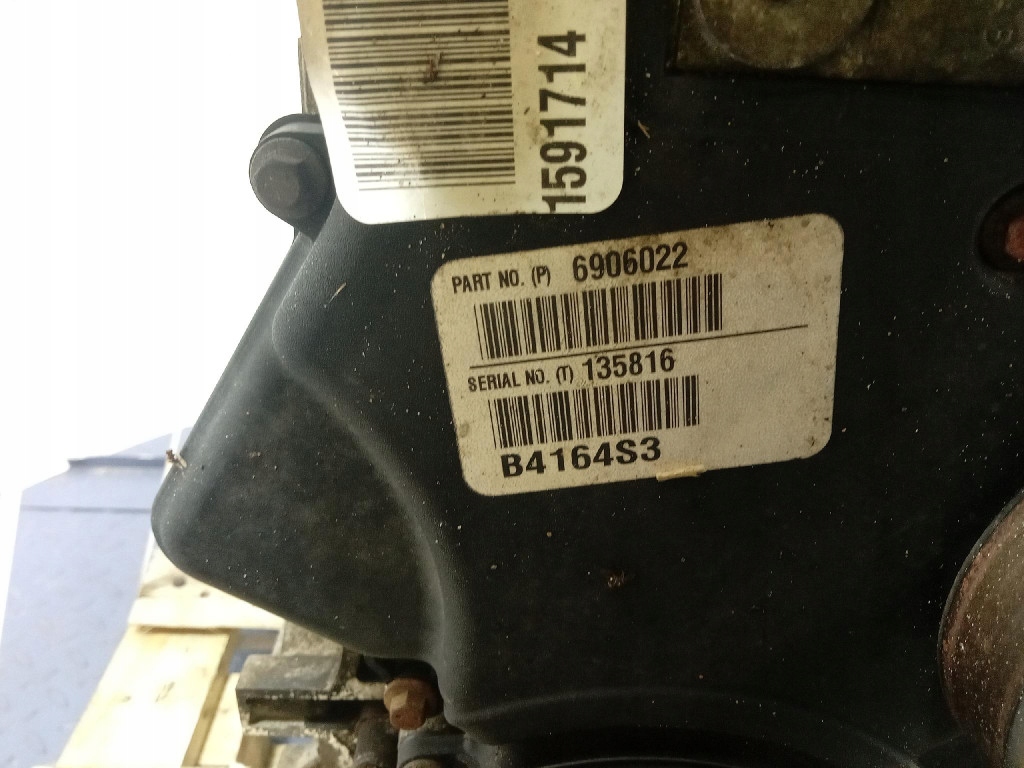 1591714
PART NO. (P) 6906022
SERIAL NO. (T) 135816
B4164S3